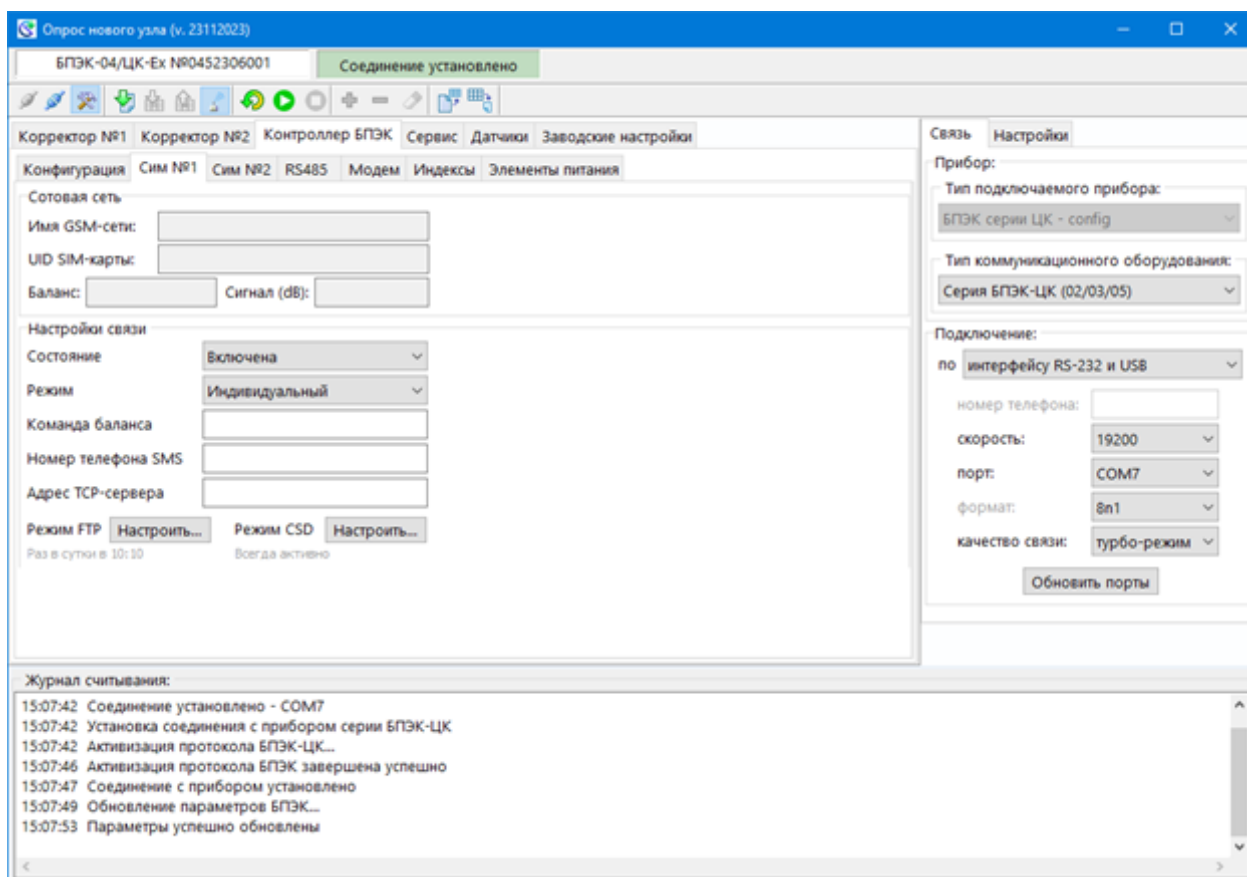 Опрос нового узла (v. 23112023)
БПЭК-04/ЦК-Ex №0452306001
Соединение установлено
Корректор №1 Корректор №2 Контроллер БПЭК Сервис Датчики Заводские настройки
Конфигурация Сим №1 Сим №2 RS485 Модем Индексы Элементы питания
Сотовая сеть
Имя GSM-сети:
UID SIM-карты:
Баланс: Сигнал (dB):
Настройки связи
Состояние Включена
Режим Индивидуальный
Команда баланса
Номер телефона SMS
Адрес TCP-сервера
Режим FTP Настроить... Режим CSD Настроить...
Раз в сутки в 10:10 Всегда активно
Связь Настройки
Прибор:
Тип подключаемого прибора:
БПЭК серии ЦК - config
Тип коммуникационного оборудования:
Серия БПЭК-ЦК (02/03/05)
Подключение:
по интерфейсу RS-232 и USB
номер телефона:
скорость: 19200
порт: COM7
формат: 8n1
качество связи: турбо-режим
Обновить порты
Журнал считывания:
15:07:42 Соединение установлено - COM7
15:07:42 Установка соединения с прибором серии БПЭК-ЦК
15:07:42 Активизация протокола БПЭК-ЦК...
15:07:46 Активизация протокола БПЭК завершена успешно
15:07:47 Соединение с прибором установлено
15:07:49 Обновление параметров БПЭК...
15:07:53 Параметры успешно обновлены